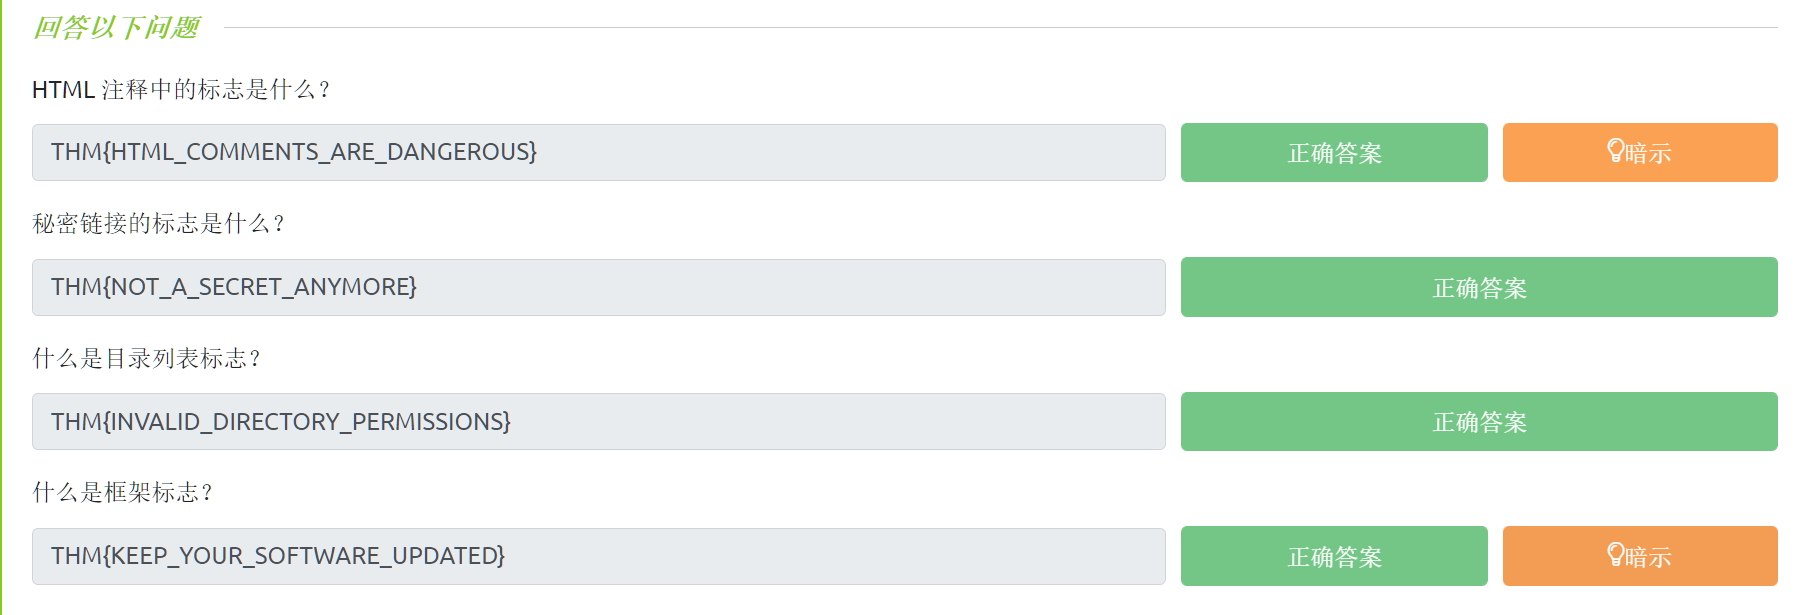 回答以下问题
HTML 注释中的标志是什么？
THM{HTML_COMMENTS_ARE_DANGEROUS}
正确答案
暗示
秘密链接的标志是什么？
THM{NOT_A_SECRET_ANYMORE}
正确答案
什么是目录列表标志？
THM{INVALID_DIRECTORY_PERMISSIONS}
正确答案
什么是框架标志？
THM{KEEP_YOUR_SOFTWARE_UPDATED}
正确答案
暗示